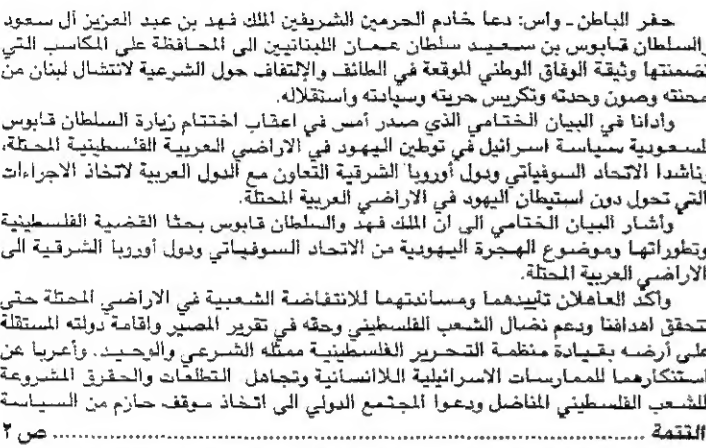 حفر الباطن ـ واس: دعا خادم الحرمين الشريفين الملك فهد بن عبد العزيز آل سعود
والسلطان قابوس بن سعيد سلطان عمان اللبنانيين الى المحافظة على المكاسب التي
تضمنتها وثيقة الوفاق الوطني الموقعة في الطائف والإلتفاف حول الشرعية لانتشال لبنان من
محنته وصون وحدته وتكريس حريته وسيادته واستقلاله.
وأدانا في البيان الختامي الذي صدر أمس في اعقاب اختتام زيارة السلطان قابوس
للسعودية سياسة اسرائيل في توطين اليهود في الاراضي العربية الفلسطينية المحتلة،
وناشدا الاتحاد السوفياتي ودول أوروبا الشرقية التعاون مع الدول العربية لاتخاذ الاجراءات
التي تحول دون استيطان اليهود في الاراضي العربية المحتلة.
وأشار البيان الختامي الى ان الملك فهد والسلطان قابوس بحثا القضية الفلسطينية
وتطوراتها وموضوع الهجرة اليهودية من الاتحاد السوفياتي ودول أوروبا الشرقية الى
الاراضي العربية المحتلة.
وأكد العاهلان تأييدهما ومساندتهما للانتفاضة الشعبية في الاراضي المحتلة حتى
تتحقق اهدافنا ودعم نضال الشعب الفلسطيني وحقه في تقرير المصير واقامة دولته المستقلة
على أرضه بقيادة منظمة التحرير الفلسطينية ممثله الشرعي والوحيد. وأعربا عن
استنكارهما للممارسات الاسرائيلية اللاانسانية وتجاهل التطلعات والحقوق المشروعة
للشعب الفلسطيني المناضل ودعوا المجتمع الدولي الى اتخاذ موقف حازم من السياسة
التتمة ........................................ ص ٢